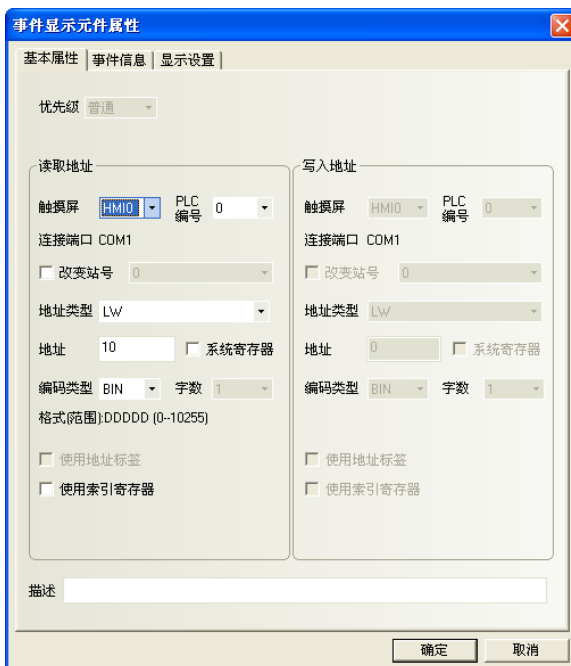 事件显示元件属性
基本属性 事件信息 显示设置
优先级 普通
读取地址
触摸屏 HMI0 PLC编号 0
连接端口 COM1
改变站号 0
地址类型 LW
地址 10 系统寄存器
编码类型 BIN 字数 1
格式(范围):DDDDD (0--10255)
使用地址标签
使用索引寄存器
写入地址
触摸屏 HMI0 PLC编号 0
连接端口 COM1
改变站号 0
地址类型 LW
地址 0 系统寄存器
编码类型 BIN 字数 1
使用地址标签
使用索引寄存器
描述
确定 取消